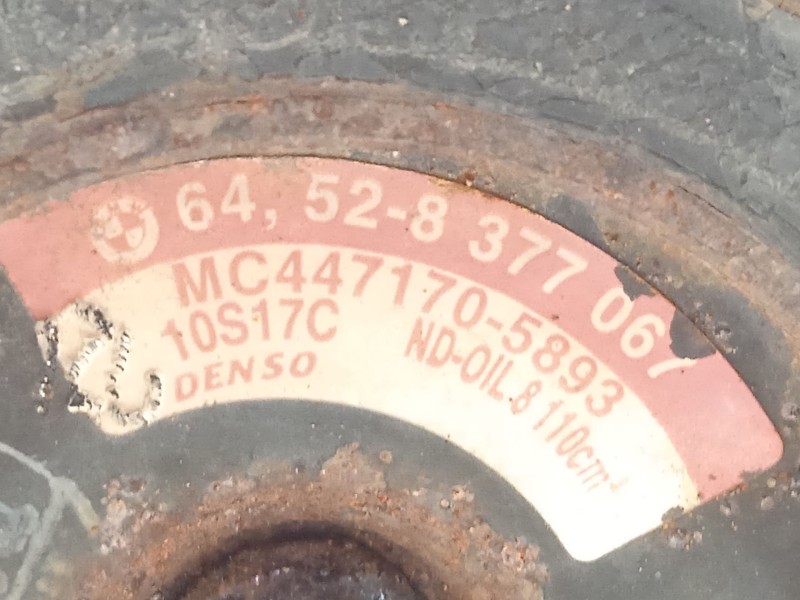 64, 52-8 377 067
MC447170-5893
10S17C ND-OIL 8 110cm³
DENSO